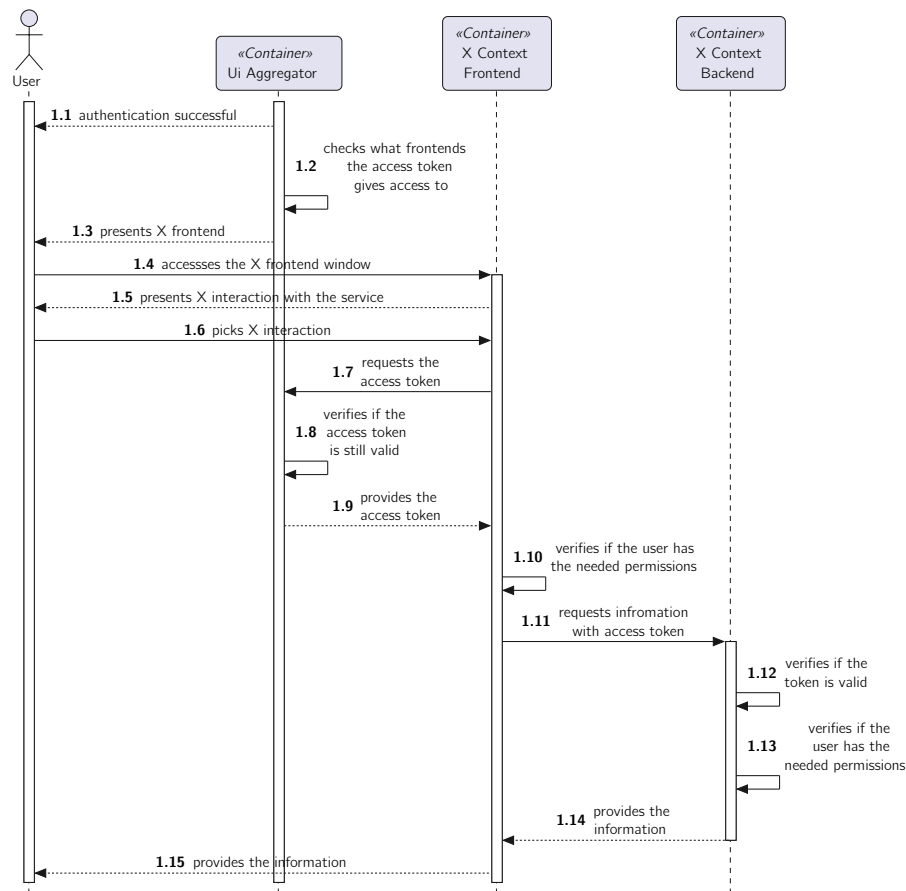 User
«Container»
Ui Aggregator
«Container»
X Context
Frontend
«Container»
X Context
Backend
1.1 authentication successful
1.2 checks what frontends
the access token
gives access to
1.3 presents X frontend
1.4 accessses the X frontend window
1.5 presents X interaction with the service
1.6 picks X interaction
1.7 requests the
access token
1.8 verifies if the
access token
is still valid
1.9 provides the
access token
1.10 verifies if the user has
the needed permissions
1.11 requests infromation
with access token
1.12 verifies if the
token is valid
1.13 verifies if the
user has the
needed permissions
1.14 provides the
information
1.15 provides the information